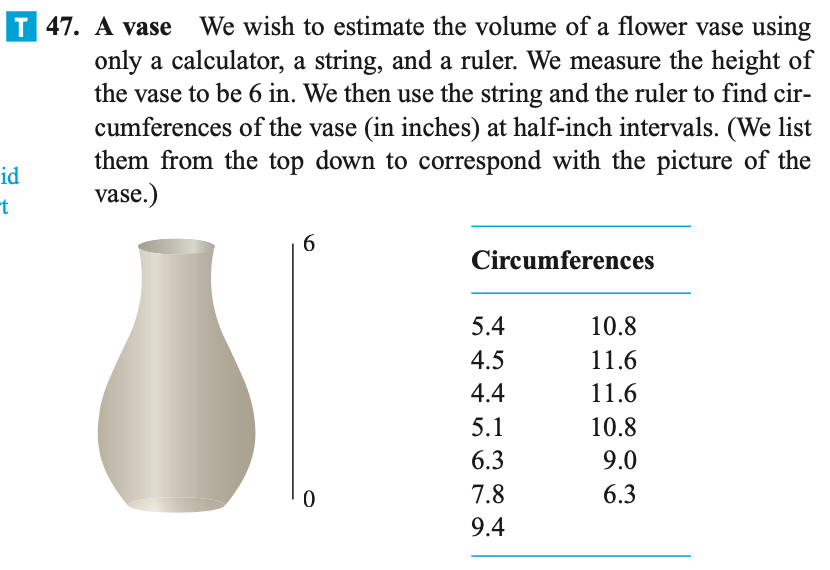 T 47. A vase We wish to estimate the volume of a flower vase using
only a calculator, a string, and a ruler. We measure the height of
the vase to be 6 in. We then use the string and the ruler to find cir-
cumferences of the vase (in inches) at half-inch intervals. (We list
them from the top down to correspond with the picture of the
vase.)
id
t
6
0
Circumferences
5.4 10.8
4.5 11.6
4.4 11.6
5.1 10.8
6.3 9.0
7.8 6.3
9.4